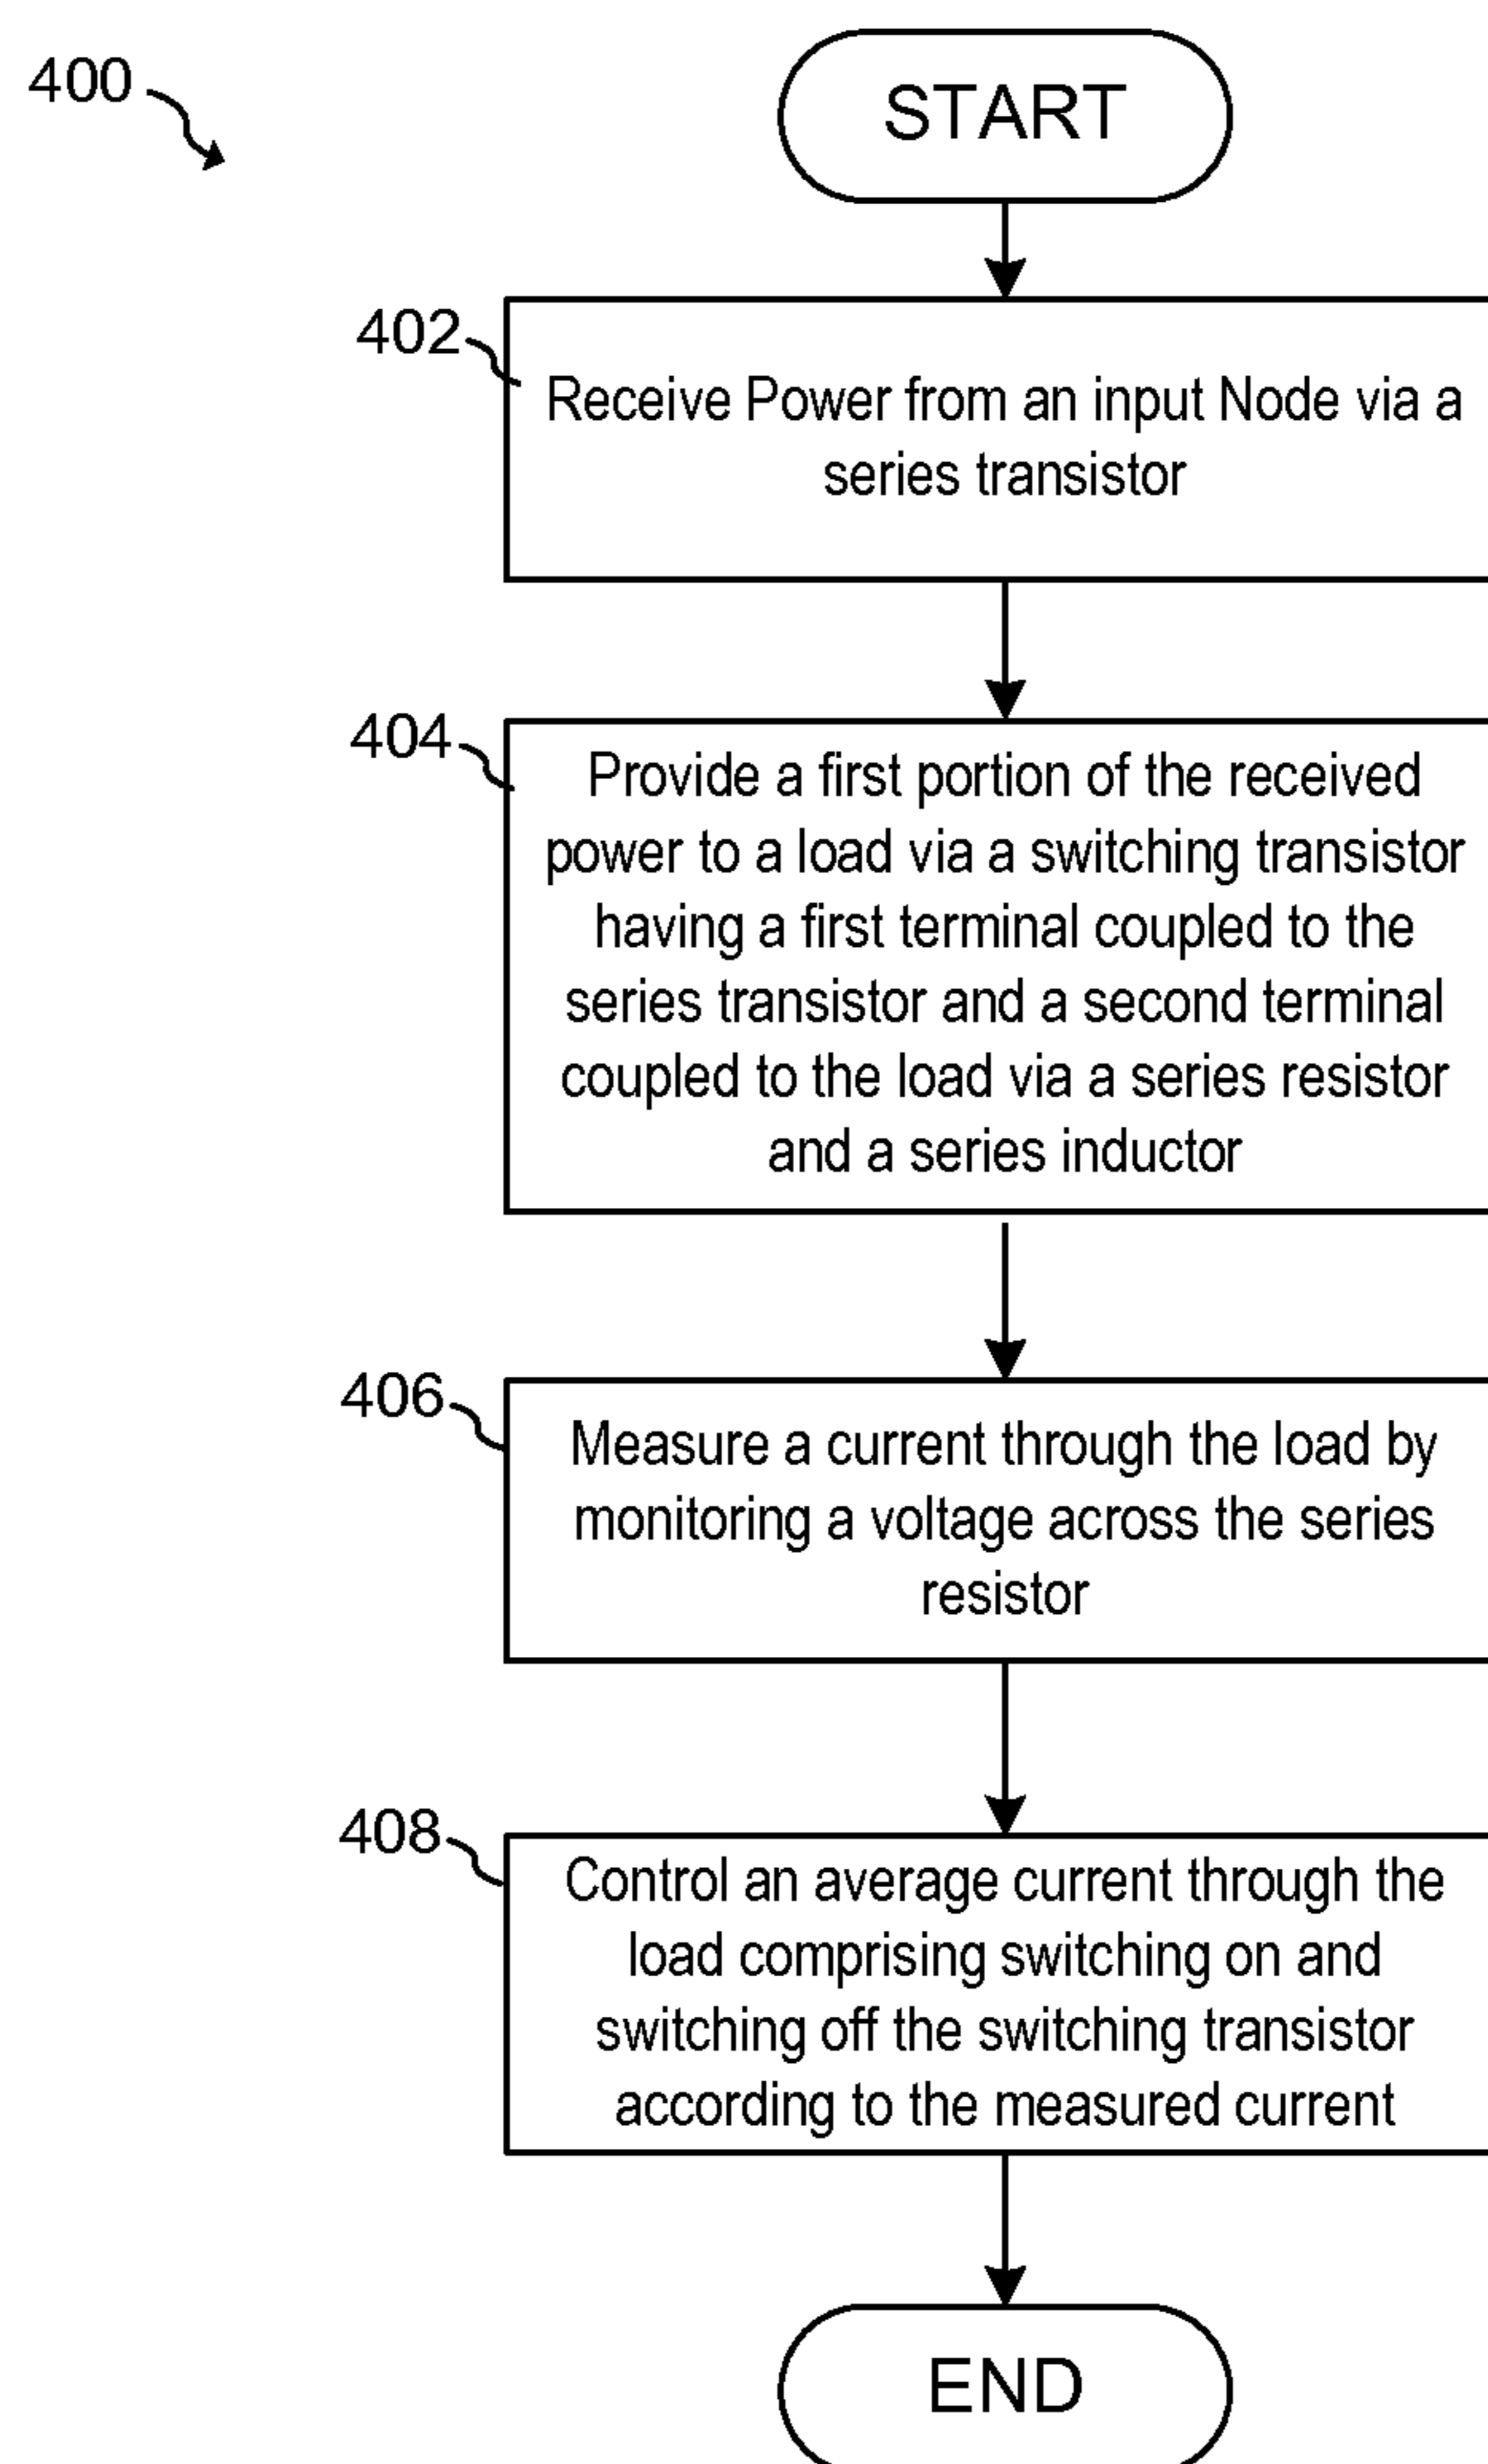 400
START
402
Receive Power from an input Node via a
series transistor
404
Provide a first portion of the received
power to a load via a switching transistor
having a first terminal coupled to the
series transistor and a second terminal
coupled to the load via a series resistor
and a series inductor
406
Measure a current through the load by
monitoring a voltage across the series
resistor
408
Control an average current through the
load comprising switching on and
switching off the switching transistor
according to the measured current
END